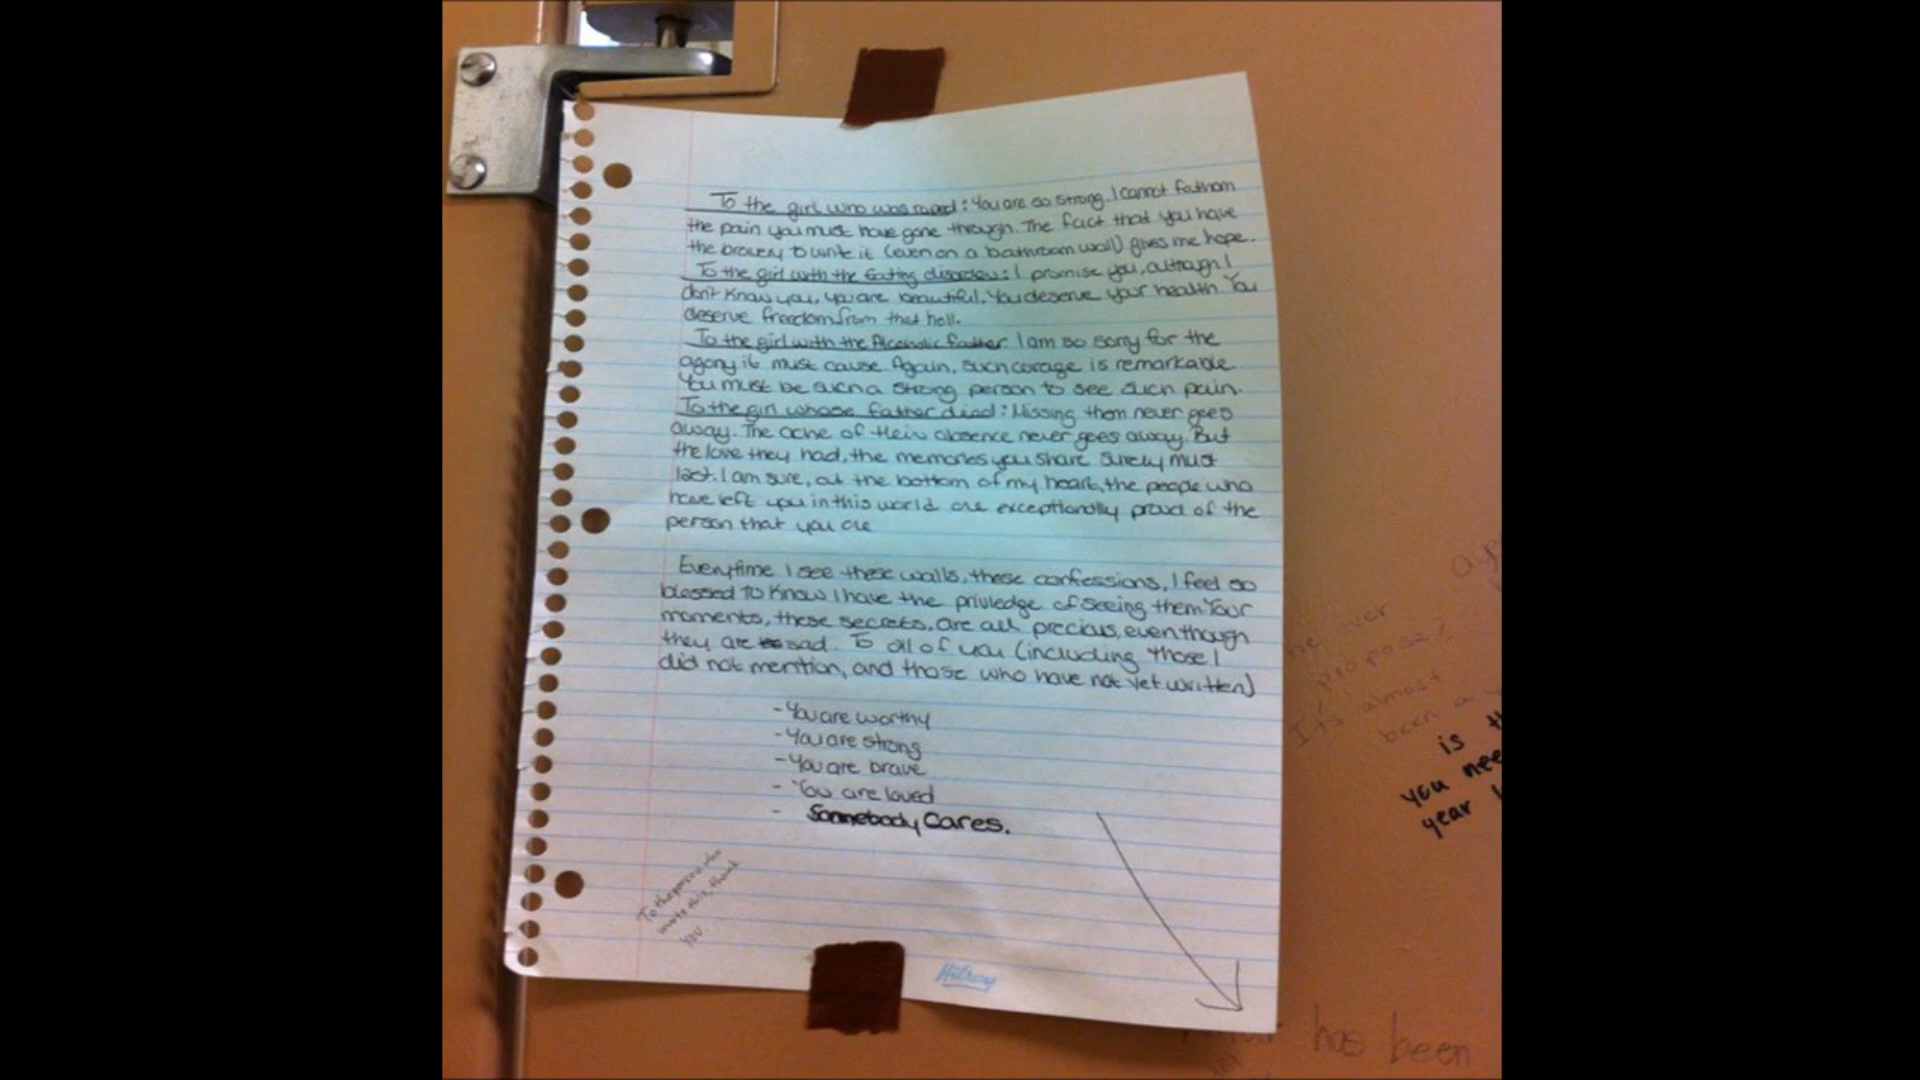 To the girl who was raped: You are so strong. I cannot fathom
the pain you must have gone through. The fact that you have
the bravery to write it (even on a bathroom wall) gives me hope.
To the girl with the Eating disorder: I promise you, although I
don't know you, you are beautiful. You deserve your health. You
deserve freedom from that hell.
To the girl with the Alcoholic father I am so sorry for the
agony it must cause. Again, such corage is remarkable
You must be such a strong person to see such pain.
To the girl whose father died: Missing them never goes
away. The ache of their absence never goes away. But
the love they had, the memories you share surely must
last. I am sure, at the bottom of my heart, the people who
have left you in this world are exceptionally proud of the
person that you are
Everytime I see these walls, these confessions, I feel so
blessed to know I have the priviledge of seeing them. Your
moments, these secrets, are all precious, even though
they are sad. To all of you (including those I
did not mention, and those who have not yet written)
- You are worthy
- You are strong
- You are brave
- You are loved
- Somebody Cares.
To the person who
wrote this, thank
you
Hilroy
he ever
propose?
It's almost
been a
is
you
year
has been